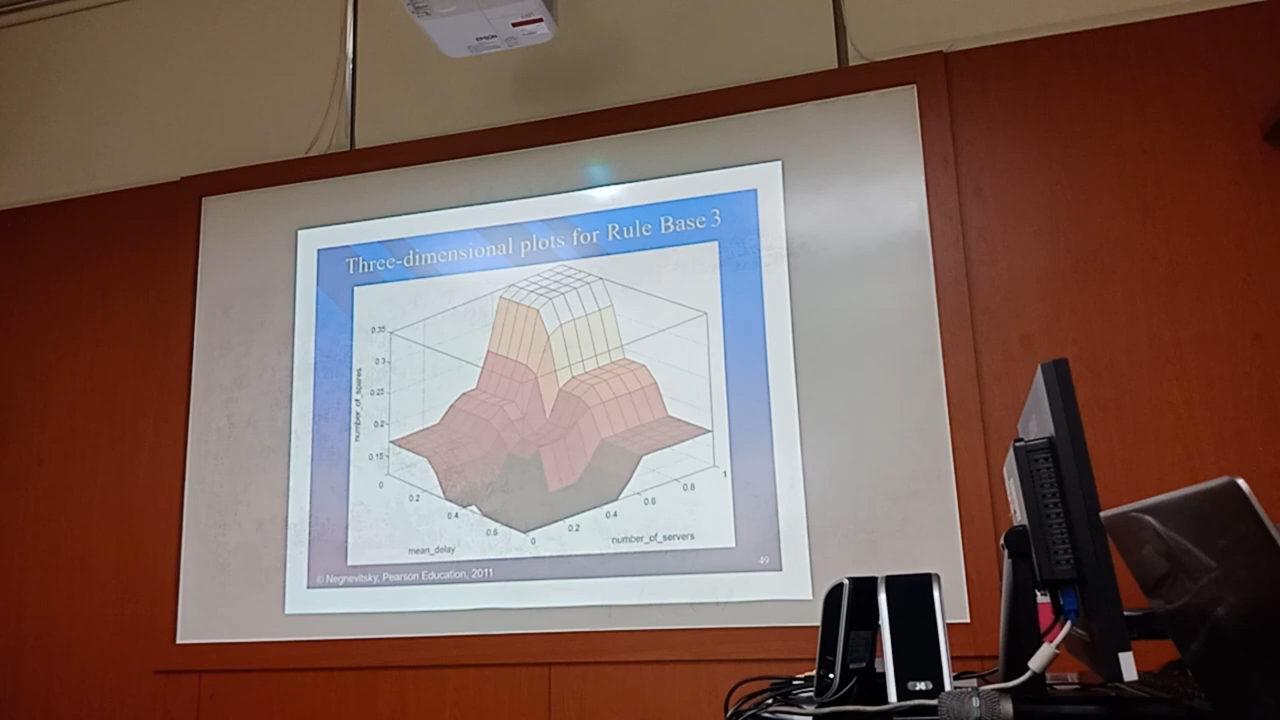 EPSON
Three-dimensional plots for Rule Base 3
0.35
0.3
0.25
0.2
0.15
number_of_spares
0
0.2
0.4
0.6
mean_delay
0
0.2
0.4
0.6
0.8
1
number_of_servers
© Negnevitsky, Pearson Education, 2011
49